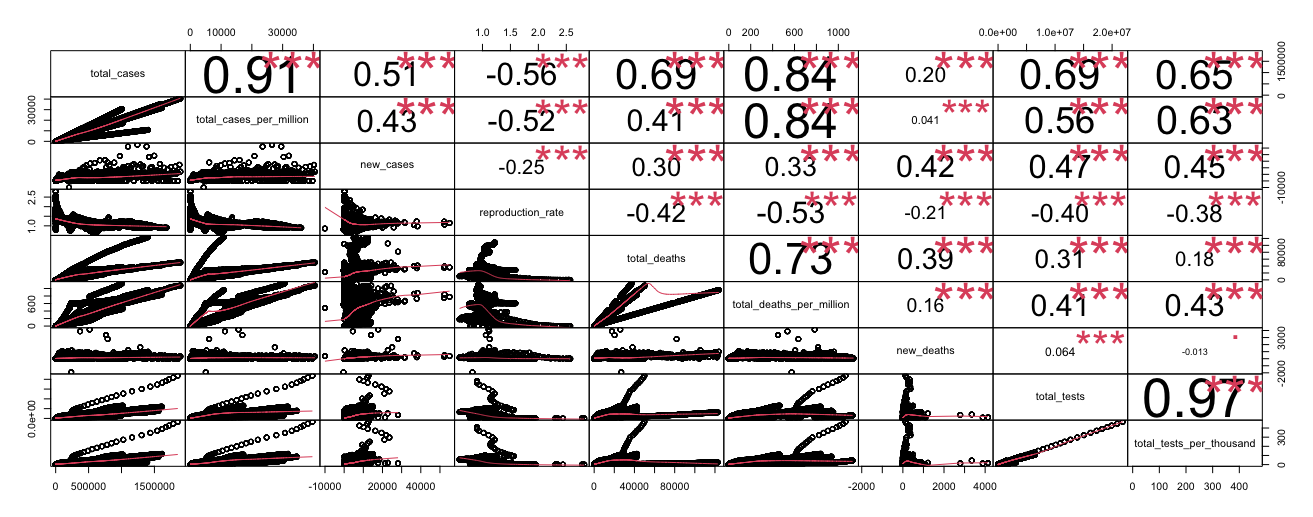 0 10000 30000 1.0 1.5 2.0 2.5 0 200 600 1000 0.0e+00 1.0e+07 2.0e+07
total_cases 0.91 *** 0.51 *** -0.56 *** 0.69 *** 0.84 *** 0.20 *** 0.69 *** 0.65 *** 0 150000
0 30000 total_cases_per_million 0.43 *** -0.52 *** 0.41 *** 0.84 *** 0.041 *** 0.56 *** 0.63 ***
new_cases -0.25 *** 0.30 *** 0.33 *** 0.42 *** 0.47 *** 0.45 *** -10000
1.0 2.5 reproduction_rate -0.42 *** -0.53 *** -0.21 *** -0.40 *** -0.38 ***
total_deaths 0.73 *** 0.39 *** 0.31 *** 0.18 *** 0 80000
0 600 total_deaths_per_million 0.16 *** 0.41 *** 0.43 ***
new_deaths 0.064 *** -0.013 -2000 3000
0.0e+00 total_tests 0.97 ***
total_tests_per_thousand 0 300
0 500000 1500000 -10000 20000 40000 0 40000 80000 -2000 0 2000 4000 0 100 200 300 400